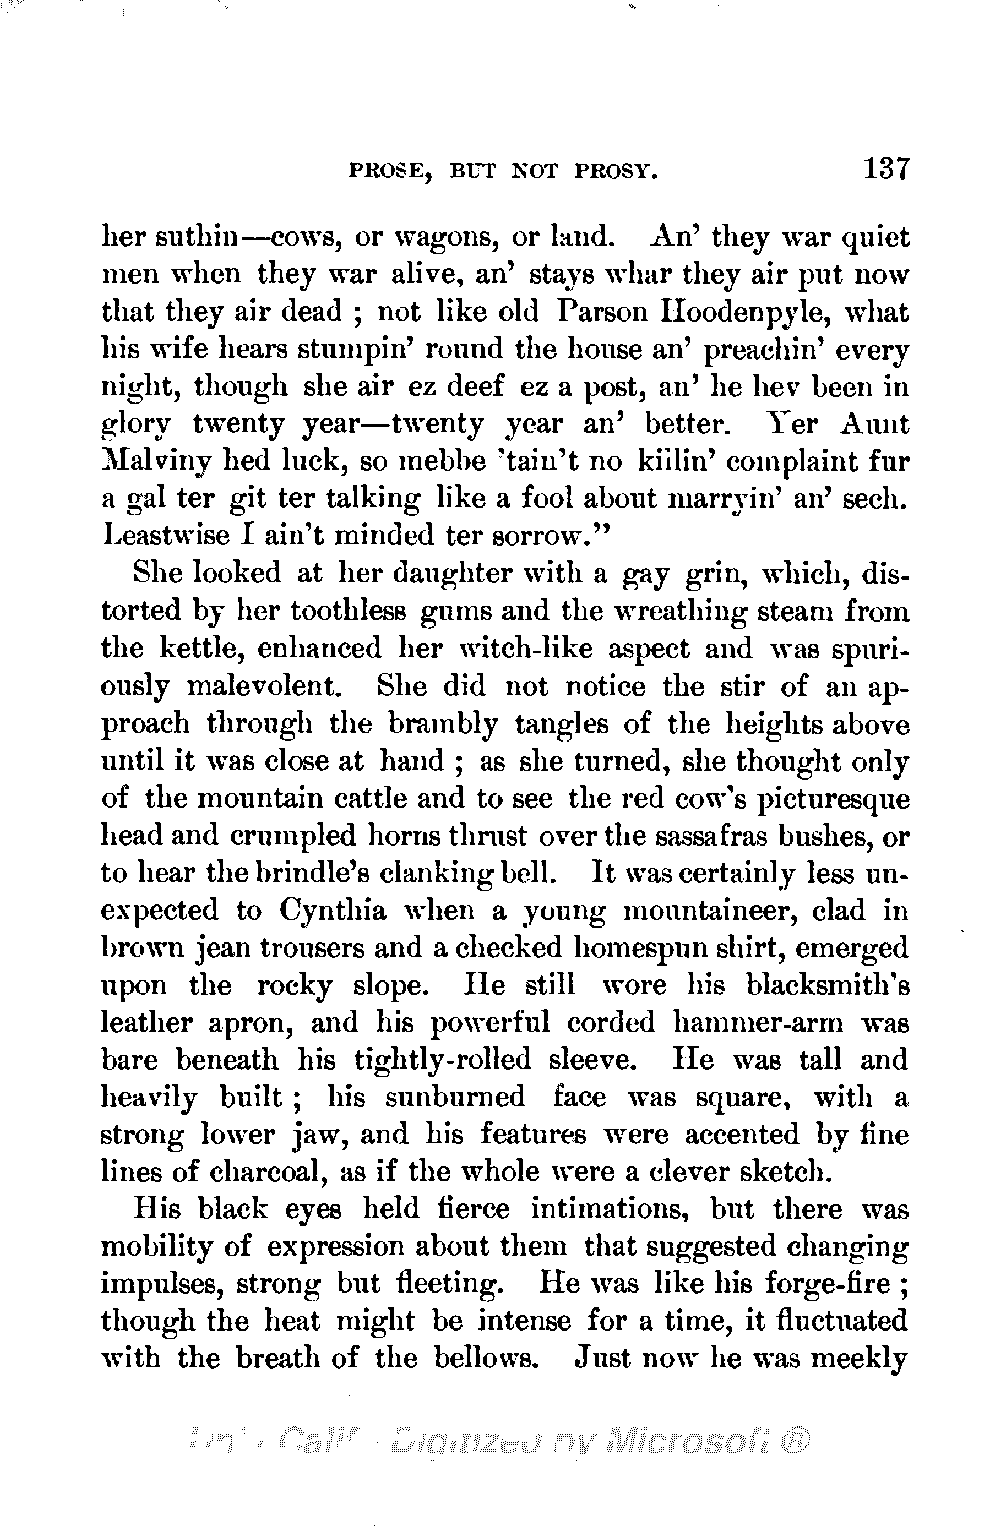 PROSE, BUT NOT PROSY. 137
her suthin—cows, or wagons, or land. An' they war quiet
men when they war alive, an' stays whar they air put now
that they air dead ; not like old Parson Hoodenpyle, what
his wife hears stumpin' round the house an' preachin' every
night, though she air ez deef ez a post, an' he hev been in
glory twenty year—twenty year an' better. Yer Aunt
Malviny hed luck, so mebbe 'tain't no killin' complaint fur
a gal ter git ter talking like a fool about marryin' an' sech.
Leastwise I ain't minded ter sorrow."
She looked at her daughter with a gay grin, which, dis-
torted by her toothless gums and the wreathing steam from
the kettle, enhanced her witch-like aspect and was spuri-
ously malevolent. She did not notice the stir of an ap-
proach through the brambly tangles of the heights above
until it was close at hand ; as she turned, she thought only
of the mountain cattle and to see the red cow's picturesque
head and crumpled horns thrust over the sassafras bushes, or
to hear the brindle's clanking bell. It was certainly less un-
expected to Cynthia when a young mountaineer, clad in
brown jean trousers and a checked homespun shirt, emerged
upon the rocky slope. He still wore his blacksmith's
leather apron, and his powerful corded hammer-arm was
bare beneath his tightly-rolled sleeve. He was tall and
heavily built ; his sunburned face was square, with a
strong lower jaw, and his features were accented by fine
lines of charcoal, as if the whole were a clever sketch.
His black eyes held fierce intimations, but there was
mobility of expression about them that suggested changing
impulses, strong but fleeting. He was like his forge-fire ;
though the heat might be intense for a time, it fluctuated
with the breath of the bellows. Just now he was meekly
Calif - Digitized by Microsoft ®